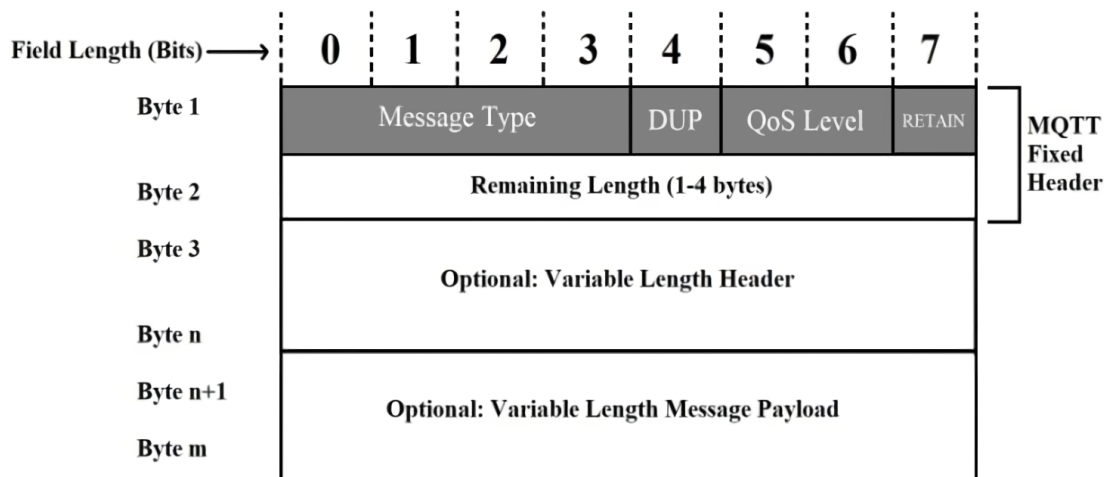 Field Length (Bits) 0 1 2 3 4 5 6 7
Byte 1 Message Type DUP QoS Level RETAIN
MQTT
Fixed
Header
Byte 2 Remaining Length (1-4 bytes)
Byte 3
Optional: Variable Length Header
Byte n
Byte n+1
Optional: Variable Length Message Payload
Byte m